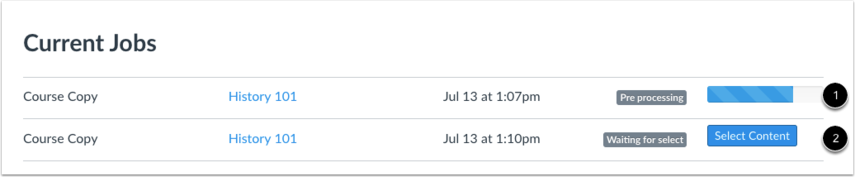 Current Jobs
Course Copy History 101 Jul 13 at 1:07pm Pre processing 1
Course Copy History 101 Jul 13 at 1:10pm Waiting for select Select Content 2